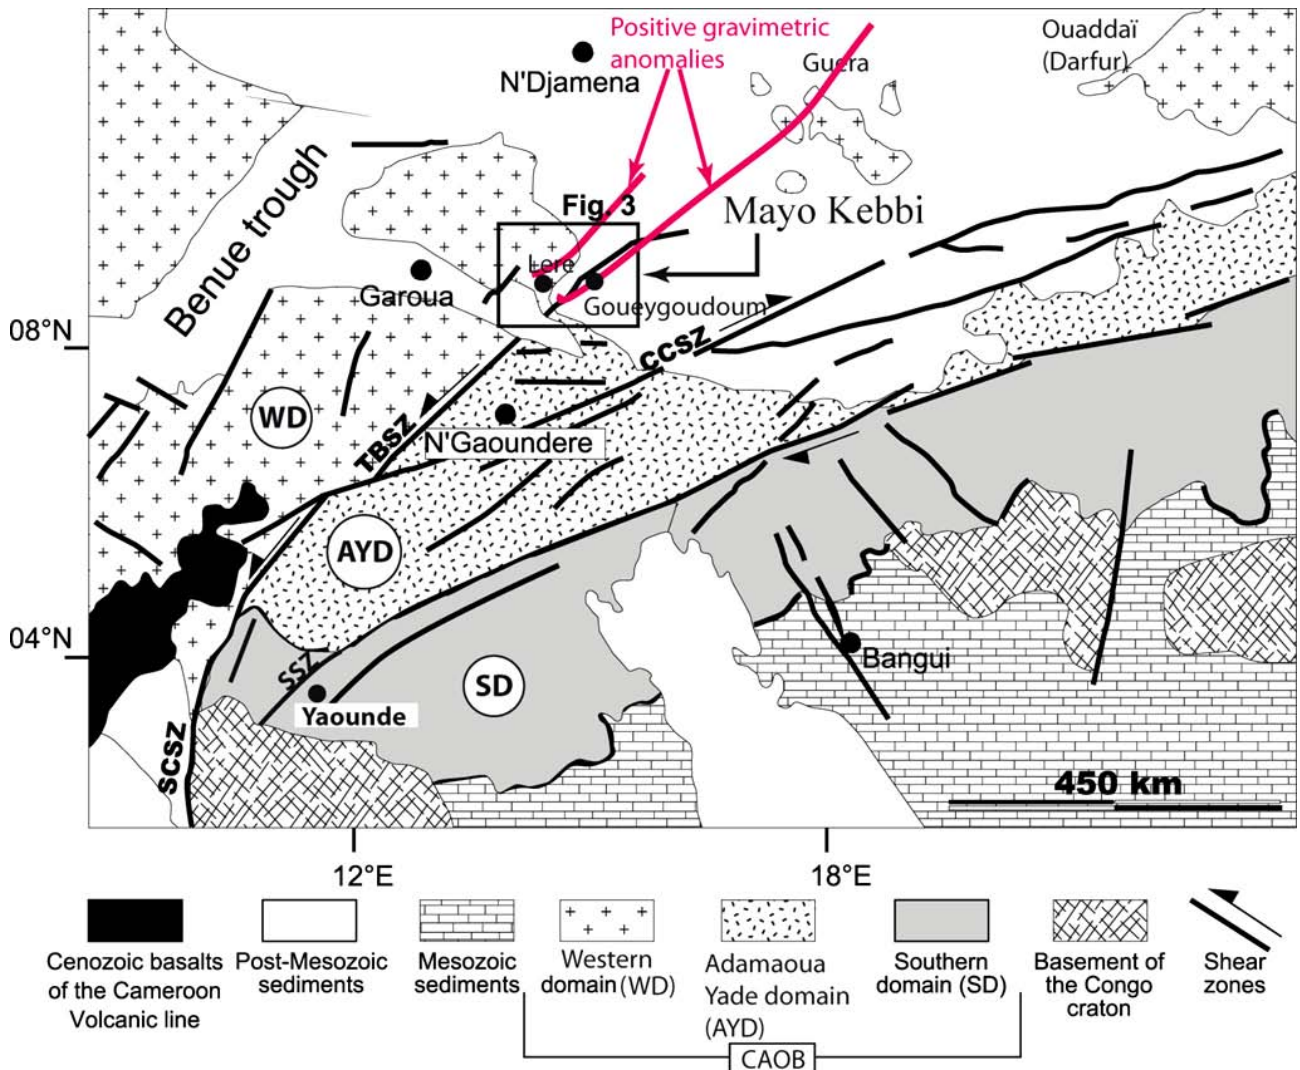 Positive gravimetric
anomalies
Ouaddaï
(Darfur)
N'Djamena
Guera
Benue trough
Fig. 3
Mayo Kebbi
Lere
Garoua
Goueygoudoum
08°N
CCSZ
WD
TBSZ
N'Gaoundere
AYD
04°N
SSZ
Bangui
SD
Yaounde
SCSZ
450 km
12°E
18°E
Cenozoic basalts
of the Cameroon
Volcanic line
Post-Mesozoic
sediments
Mesozoic
sediments
Western
domain (WD)
Adamaoua
Yade domain
(AYD)
Southern
domain (SD)
Basement of
the Congo
craton
Shear
zones
CAOB